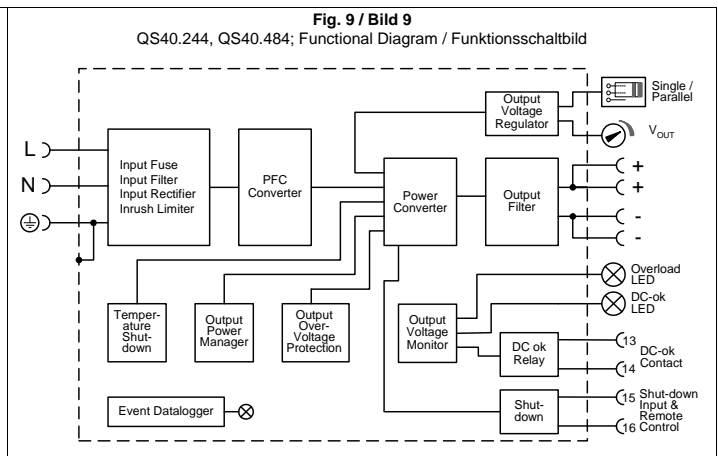 Fig. 9 / Bild 9
QS40.244, QS40.484; Functional Diagram / Funktionsschaltbild
Output
Voltage
Regulator
Single /
Parallel
VOUT
L
N
Input Fuse
Input Filter
Input Rectifier
Inrush Limiter
PFC
Converter
Power
Converter
Output
Filter
+
+
-
-
Temper-
ature
Shut-
down
Output
Power
Manager
Output
Over-
Voltage
Protection
Output
Voltage
Monitor
Overload
LED
DC-ok
LED
DC ok
Relay
13
DC-ok
Contact
14
Event Datalogger
Shut-
down
15 Shut-down
Input &
Remote
16 Control